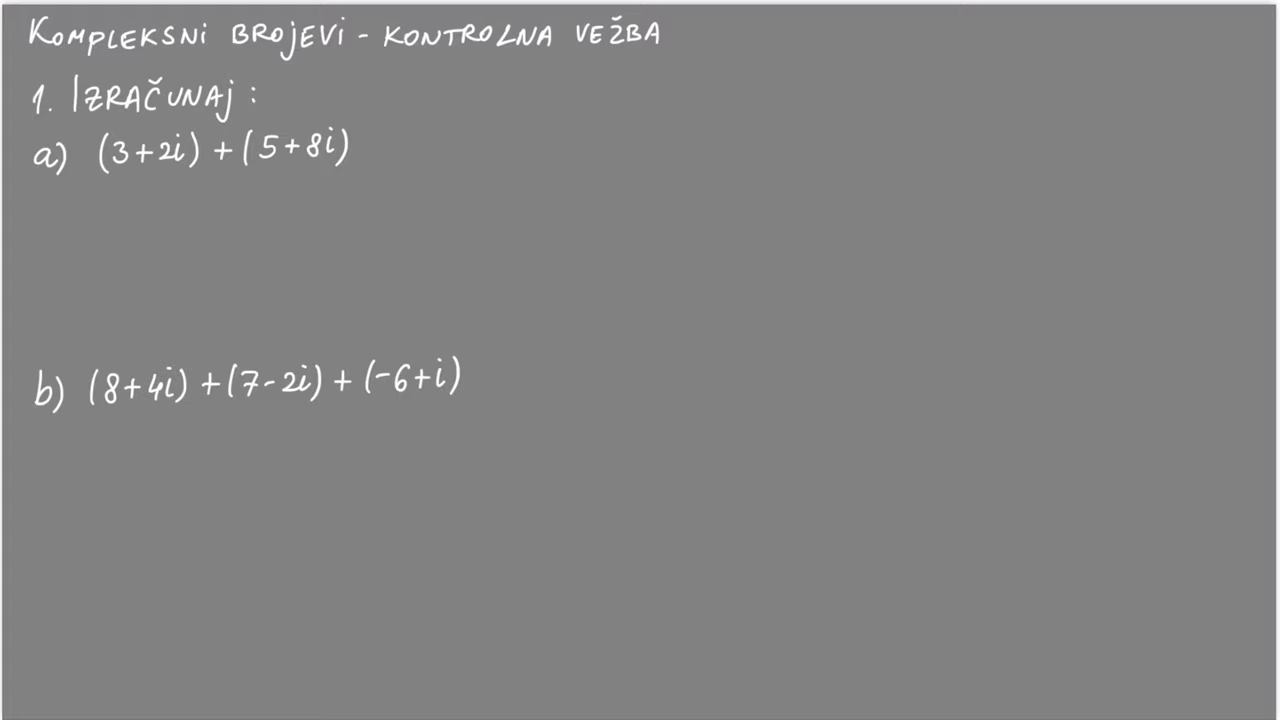 KOMPLEKSNI BROJEVI - KONTROLNA VEŽBA
1. IZRAČUNAJ :
a) (3+2i) + (5+8i)
b) (8+4i) + (7-2i) + (-6+i)